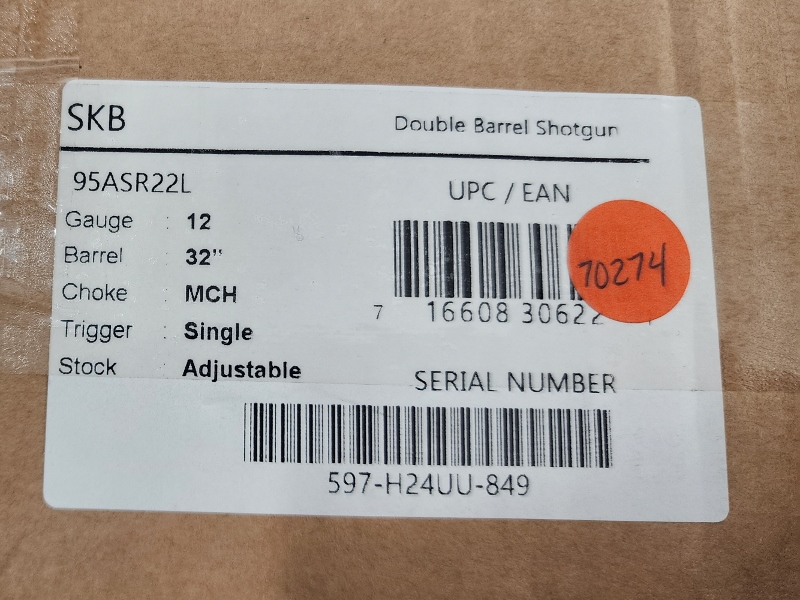 SKB
Double Barrel Shotgun
95ASR22L
Gauge : 12
Barrel : 32"
Choke : MCH
Trigger : Single
Stock : Adjustable
UPC / EAN
70274
7 16608 30622
SERIAL NUMBER
597-H24UU-849